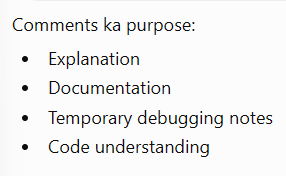 Comments ka purpose:
• Explanation
• Documentation
• Temporary debugging notes
• Code understanding